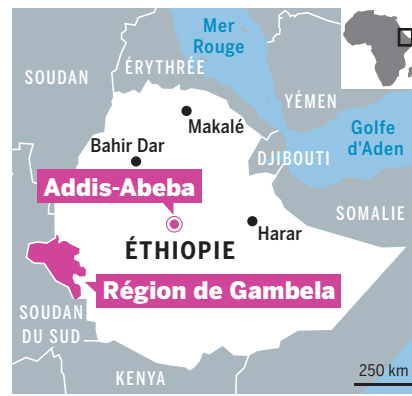 Mer
Rouge
SOUDAN
ÉRYTHRÉE
YÉMEN
Makalé
Golfe
d'Aden
Bahir Dar
DJIBOUTI
Addis-Abeba
SOMALIE
Harar
ÉTHIOPIE
Région de Gambela
SOUDAN
DU SUD
KENYA
250 km